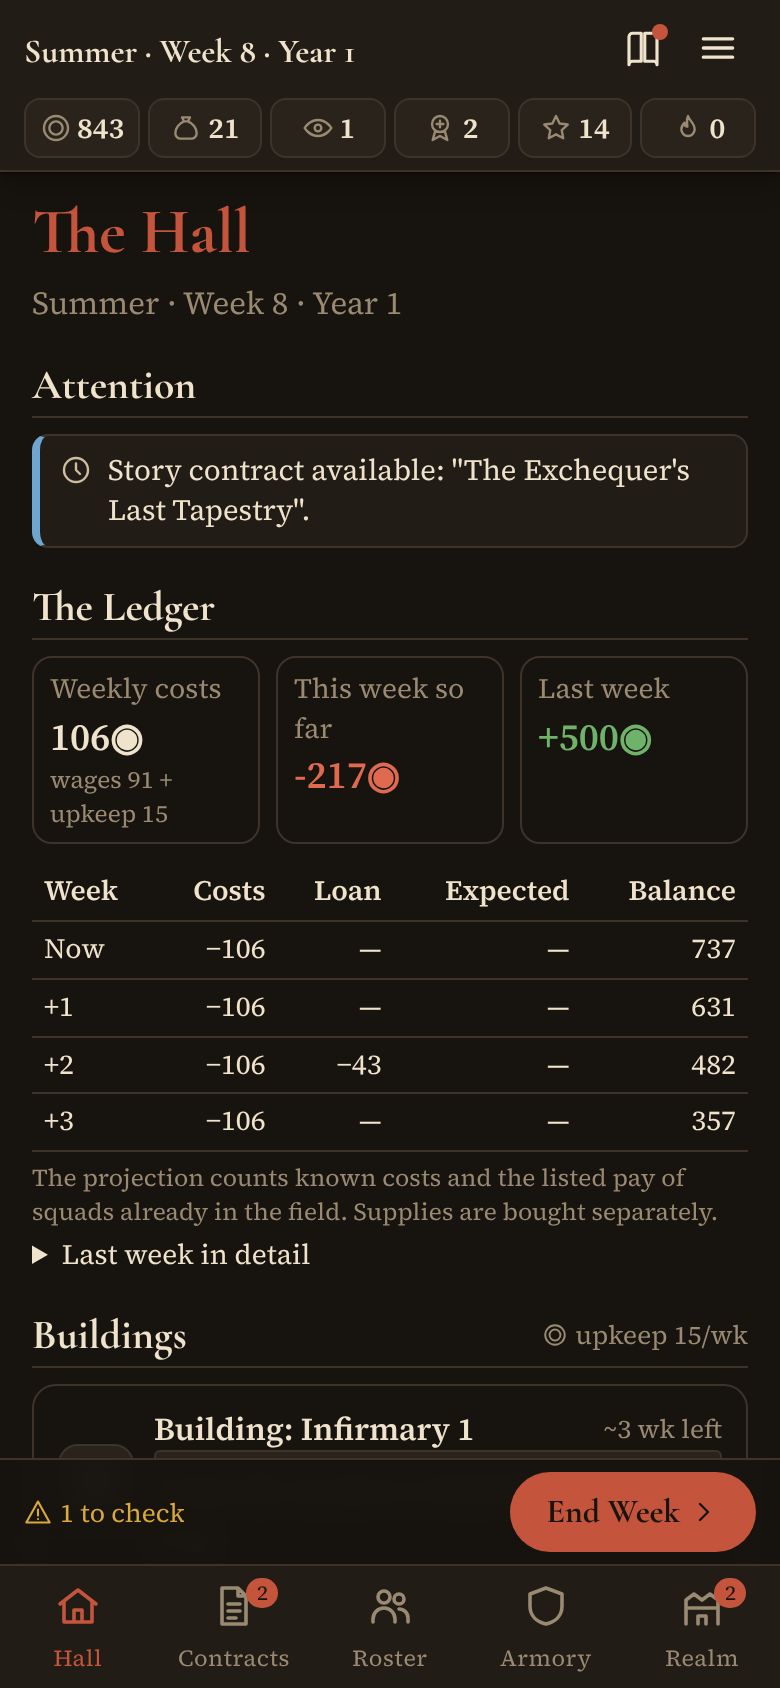 Summer · Week 8 · Year 1
843 21 1 2 14 0
The Hall
Summer · Week 8 · Year 1
Attention
Story contract available: "The Exchequer's
Last Tapestry".
The Ledger
Weekly costs
106
wages 91 +
upkeep 15
This week so
far
-217
Last week
+500
Week Costs Loan Expected Balance
Now −106 — — 737
+1 −106 — — 631
+2 −106 −43 — 482
+3 −106 — — 357
The projection counts known costs and the listed pay of
squads already in the field. Supplies are bought separately.
Last week in detail
Buildings upkeep 15/wk
Building: Infirmary 1 ~3 wk left
1 to check End Week
2 2
Hall Contracts Roster Armory Realm